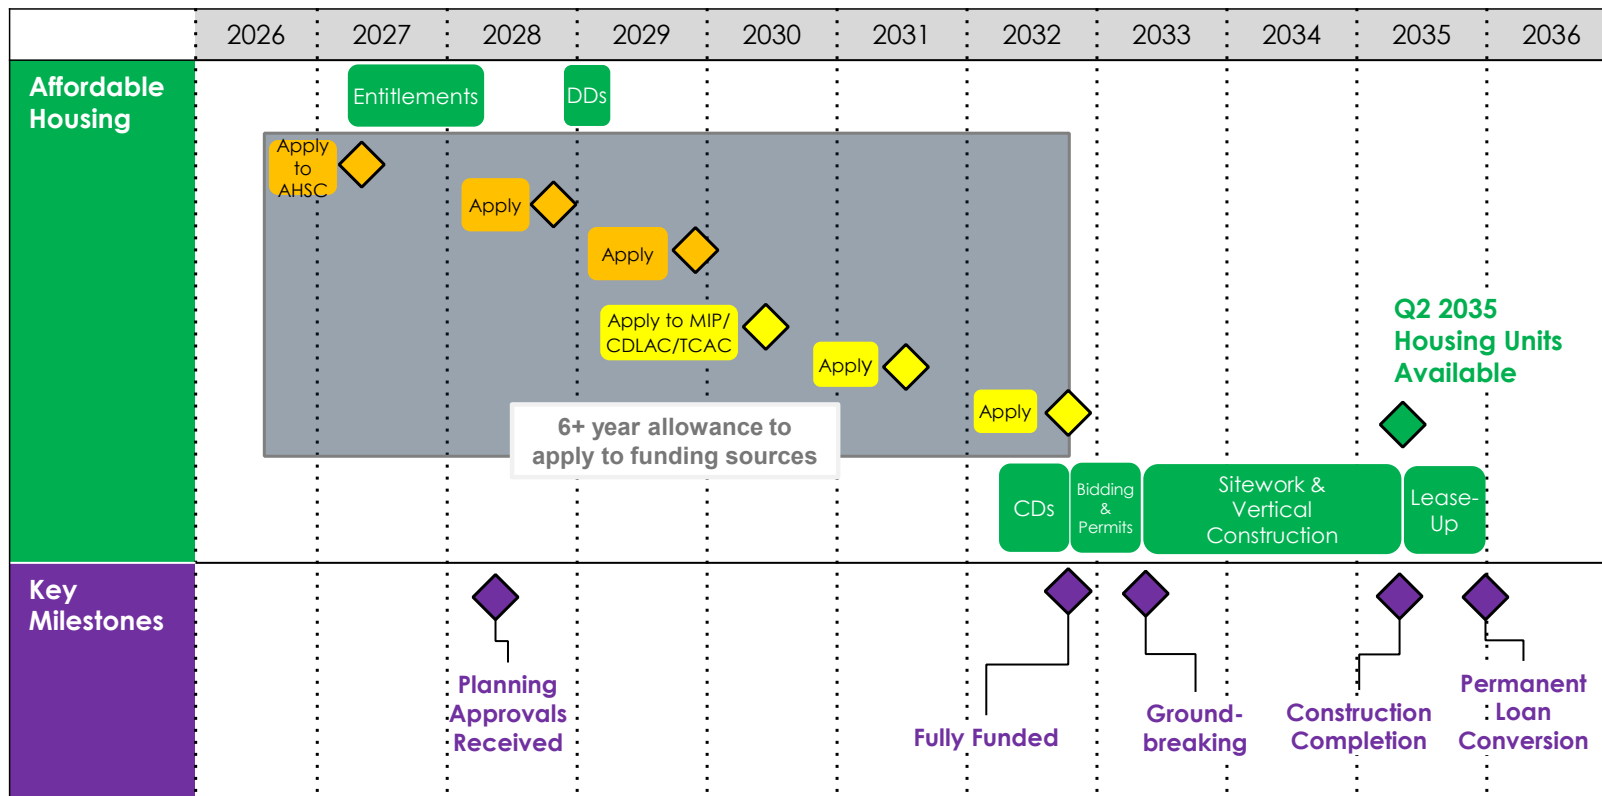 2026 2027 2028 2029 2030 2031 2032 2033 2034 2035 2036
Affordable
Housing
Entitlements
DDs
Apply
to
AHSC
Apply
Apply
Apply to MIP/
CDLAC/TCAC
Apply
Apply
6+ year allowance to
apply to funding sources
Q2 2035
Housing Units
Available
CDs
Bidding
&
Permits
Sitework &
Vertical
Construction
Lease-
Up
Key
Milestones
Planning
Approvals
Received
Fully Funded
Ground-
breaking
Construction
Completion
Permanent
Loan
Conversion